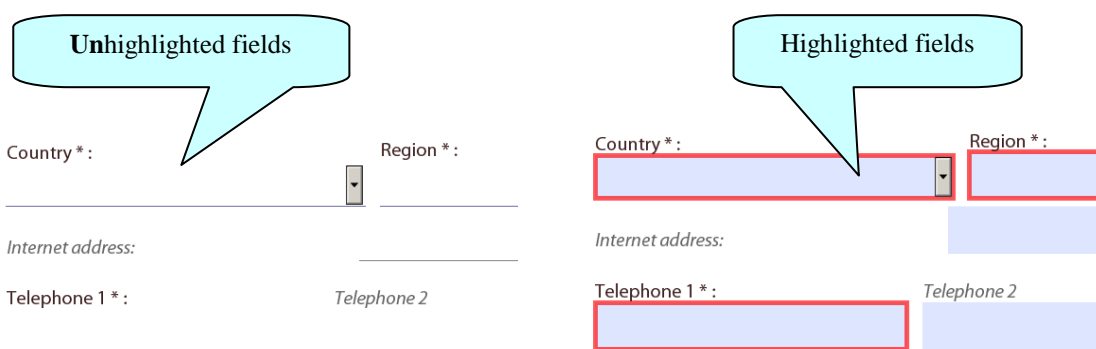 Unhighlighted fields
Country * :
Region * :
Internet address:
Telephone 1 * :
Telephone 2
Highlighted fields
Country * :
Region * :
Internet address:
Telephone 1 * :
Telephone 2